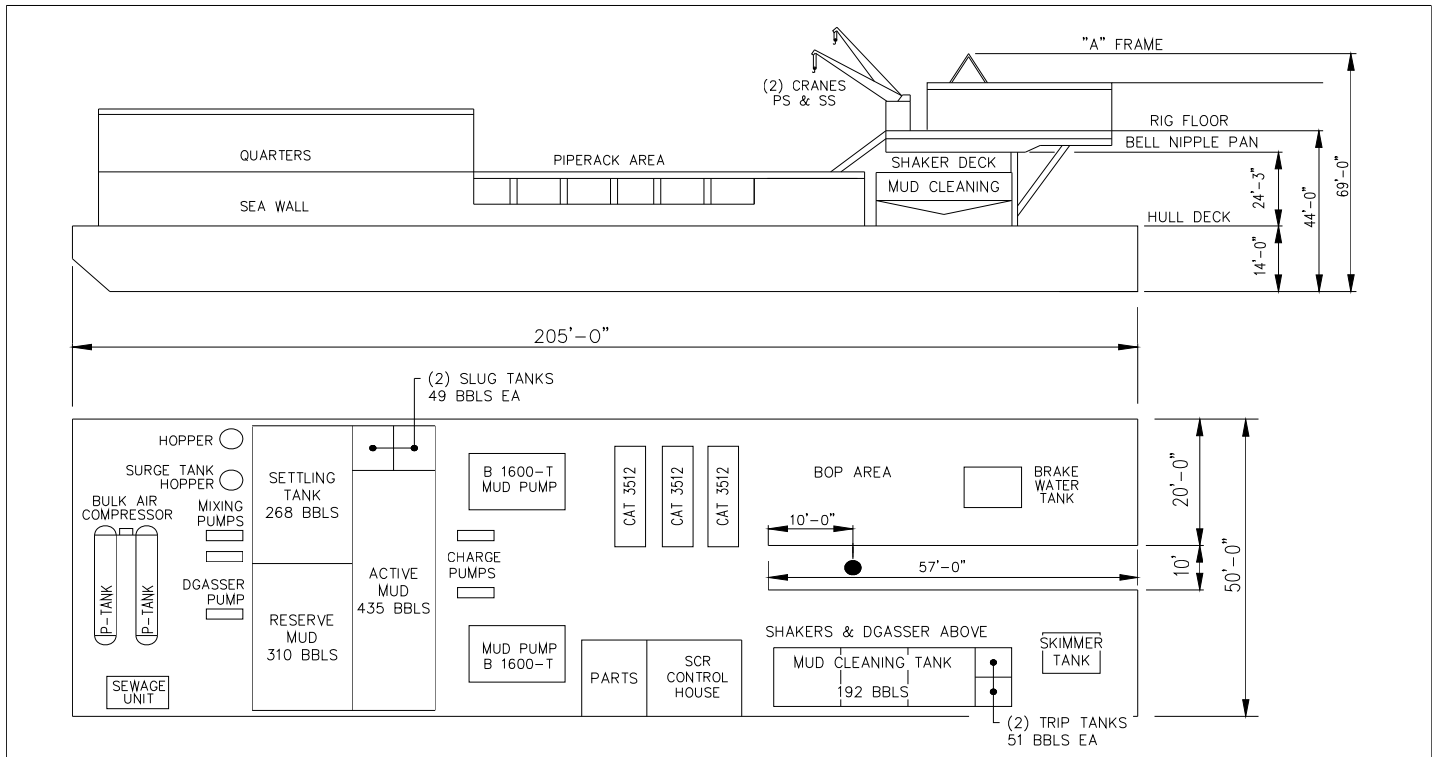 "A" FRAME
(2) CRANES
PS & SS
RIG FLOOR
BELL NIPPLE PAN
QUARTERS
PIPERACK AREA
SHAKER DECK
MUD CLEANING
SEA WALL
HULL DECK
24'-3"
44'-0"
69'-0"
14'-0"
205'-0"
(2) SLUG TANKS
49 BBLS EA
HOPPER
SURGE TANK
HOPPER
BULK AIR
COMPRESSOR
MIXING
PUMPS
SETTLING
TANK
268 BBLS
B 1600-T
MUD PUMP
CAT 3512
CAT 3512
CAT 3512
BOP AREA
BRAKE
WATER
TANK
20'-0"
10'-0"
P-TANK
P-TANK
DGASSER
PUMP
CHARGE
PUMPS
ACTIVE
MUD
435 BBLS
57'-0"
10'
50'-0"
RESERVE
MUD
310 BBLS
MUD PUMP
B 1600-T
SHAKERS & DGASSER ABOVE
SEWAGE
UNIT
PARTS
SCR
CONTROL
HOUSE
MUD CLEANING TANK
192 BBLS
SKIMMER
TANK
(2) TRIP TANKS
51 BBLS EA